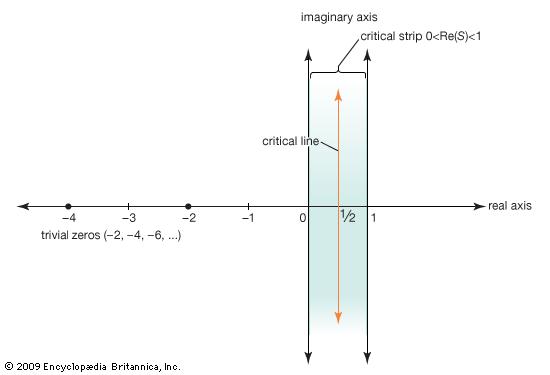 imaginary axis
critical strip 0<Re(S)<1
critical line
real axis
−4 −3 −2 −1 0 ½ 1
trivial zeros (−2, −4, −6, ...)
© 2009 Encyclopædia Britannica, Inc.